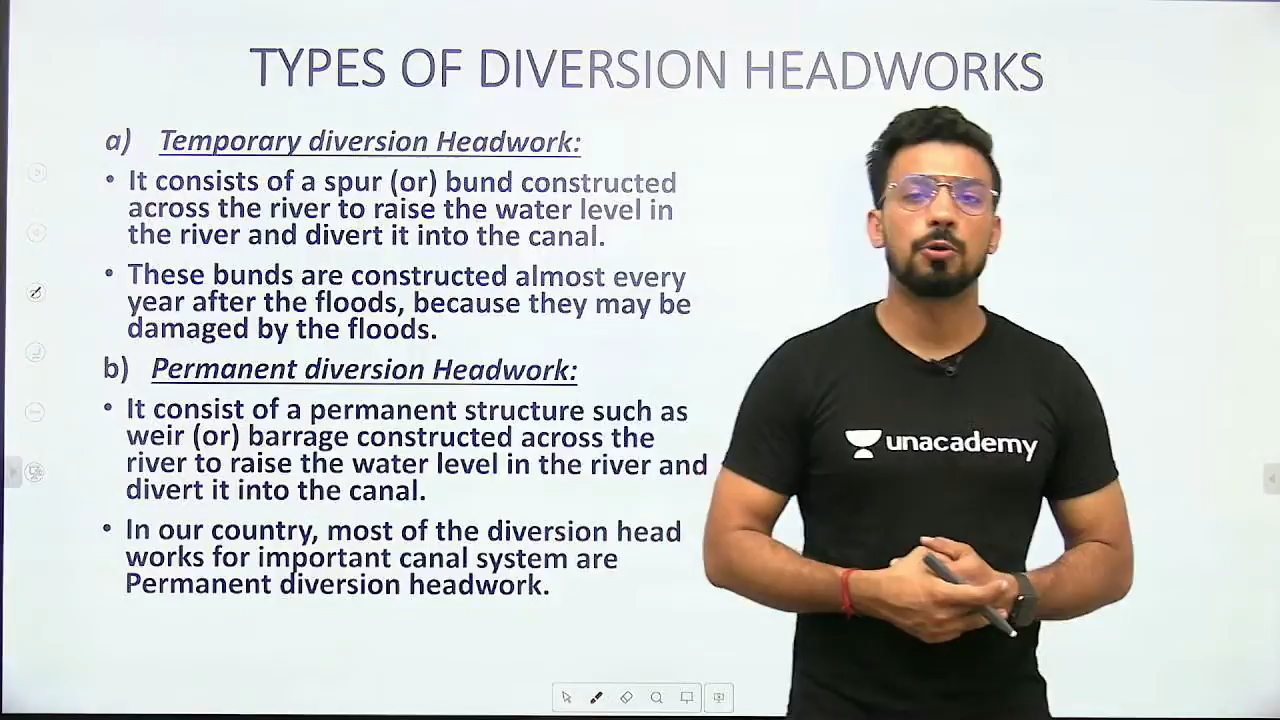 TYPES OF DIVERSION HEADWORKS
a) Temporary diversion Headwork:
• It consists of a spur (or) bund constructed
across the river to raise the water level in
the river and divert it into the canal.
• These bunds are constructed almost every
year after the floods, because they may be
damaged by the floods.
b) Permanent diversion Headwork:
• It consist of a permanent structure such as
weir (or) barrage constructed across the
river to raise the water level in the river and
divert it into the canal.
• In our country, most of the diversion head
works for important canal system are
Permanent diversion headwork.
unacademy